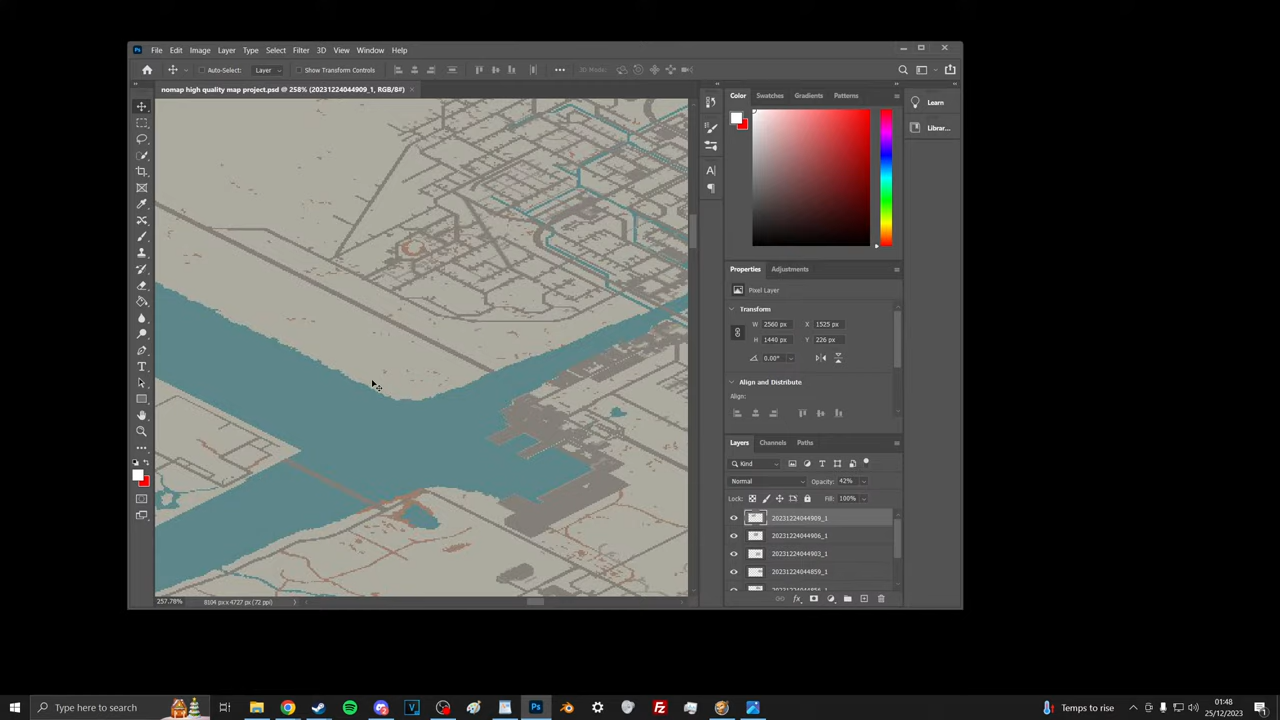 Ps File Edit Image Layer Type Select Filter 3D View Window Help
Auto-Select: Layer Show Transform Controls 3D Mode:
nomap high quality map project.psd @ 258% (20231224044909_1, RGB/8#)
Color Swatches Gradients Patterns
Learn
Librar...
Properties Adjustments
Pixel Layer
Transform
W 2560 px X 1525 px
H 1440 px Y 226 px
0.00°
Align and Distribute
Align:
Layers Channels Paths
Kind
Normal Opacity: 42%
Lock: Fill: 100%
20231224044909_1
20231224044906_1
20231224044903_1
20231224044859_1
257.78% 8104 px x 4727 px (72 ppi)
Type here to search
Temps to rise
01:48
25/12/2023